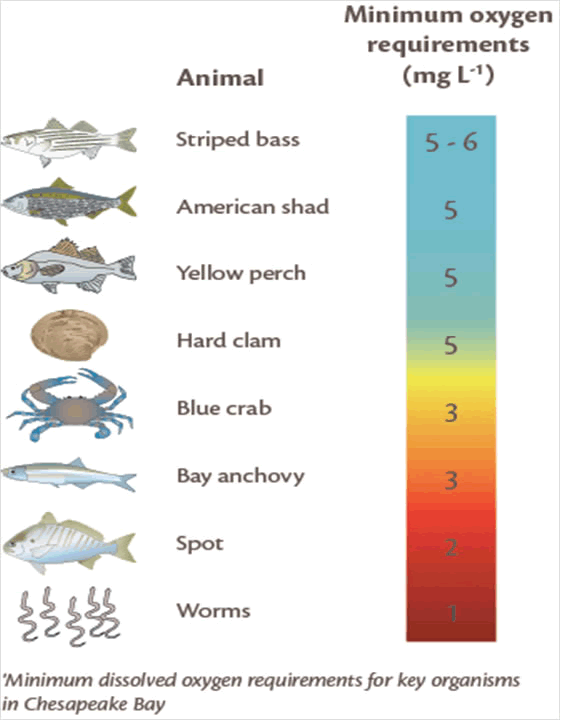 Minimum oxygen
requirements
Animal (mg L⁻¹)
Striped bass 5 - 6
American shad 5
Yellow perch 5
Hard clam 5
Blue crab 3
Bay anchovy 3
Spot 2
Worms 1
'Minimum dissolved oxygen requirements for key organisms
in Chesapeake Bay